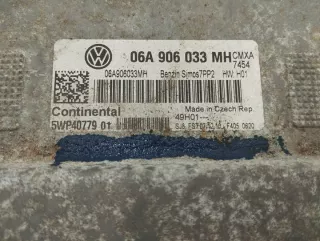 06A 906 033 MH CMXA
7454
06A906033MH Benzin Simos7PP2 HW: H01
Continental
Made in Czech Rep.
5WP40779 01
49H01---